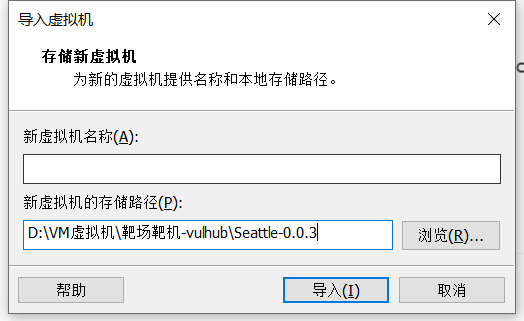 导入虚拟机
存储新虚拟机
为新的虚拟机提供名称和本地存储路径。
新虚拟机名称(A):
新虚拟机的存储路径(P):
D:\VM虚拟机\靶场靶机-vulhub\Seattle-0.0.3
浏览(R)...
帮助
导入(I)
取消